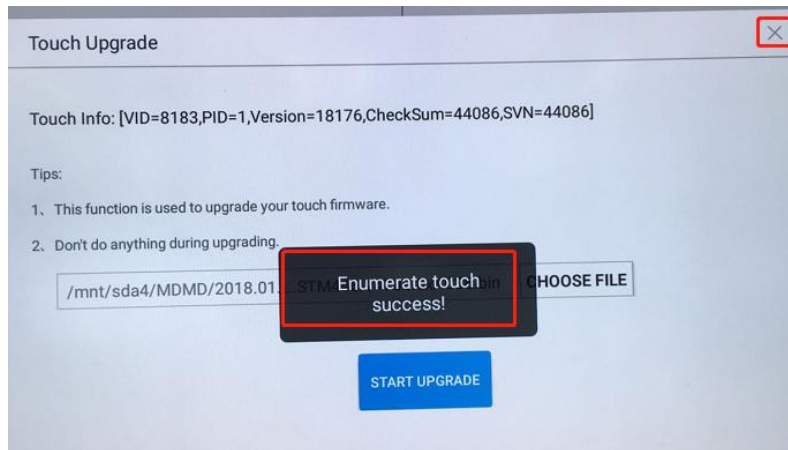 Touch Upgrade
Touch Info: [VID=8183,PID=1,Version=18176,CheckSum=44086,SVN=44086]
Tips:
1、This function is used to upgrade your touch firmware.
2、Don't do anything during upgrading.
/mnt/sda4/MDMD/2018.01. bin CHOOSE FILE
Enumerate touch
success!
START UPGRADE